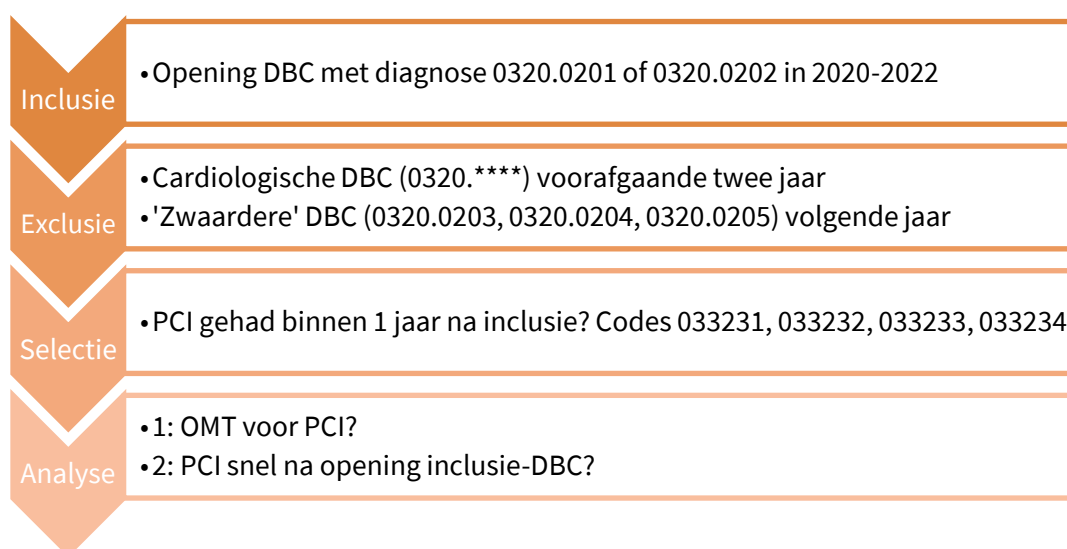 Inclusie
•Opening DBC met diagnose 0320.0201 of 0320.0202 in 2020-2022
Exclusie
•Cardiologische DBC (0320.****) voorafgaande twee jaar
•'Zwaardere' DBC (0320.0203, 0320.0204, 0320.0205) volgende jaar
Selectie
•PCI gehad binnen 1 jaar na inclusie? Codes 033231, 033232, 033233, 033234
Analyse
•1: OMT voor PCI?
•2: PCI snel na opening inclusie-DBC?